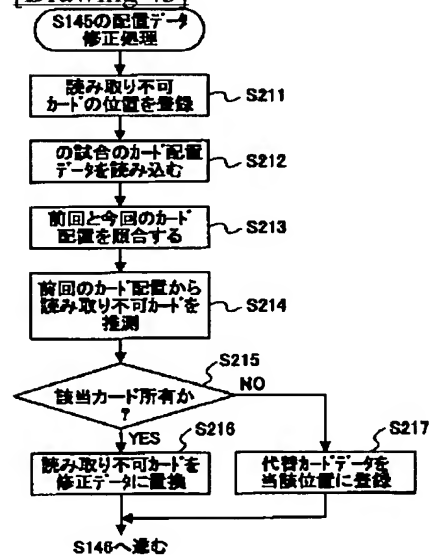 [Drawing 43]
S145の配置データ
修正処理
読み取り不可
カードの位置を登録
S211
の試合のカード配置
データを読み込む
S212
前回と今回のカード
配置を照合する
S213
前回のカード配置から
読み取り不可カードを
推測
S214
S215
該当カード所有か
?
NO
YES
S216
読み取り不可カードを
修正データに置換
S217
代替カードデータを
当該位置に登録
S146へ進む